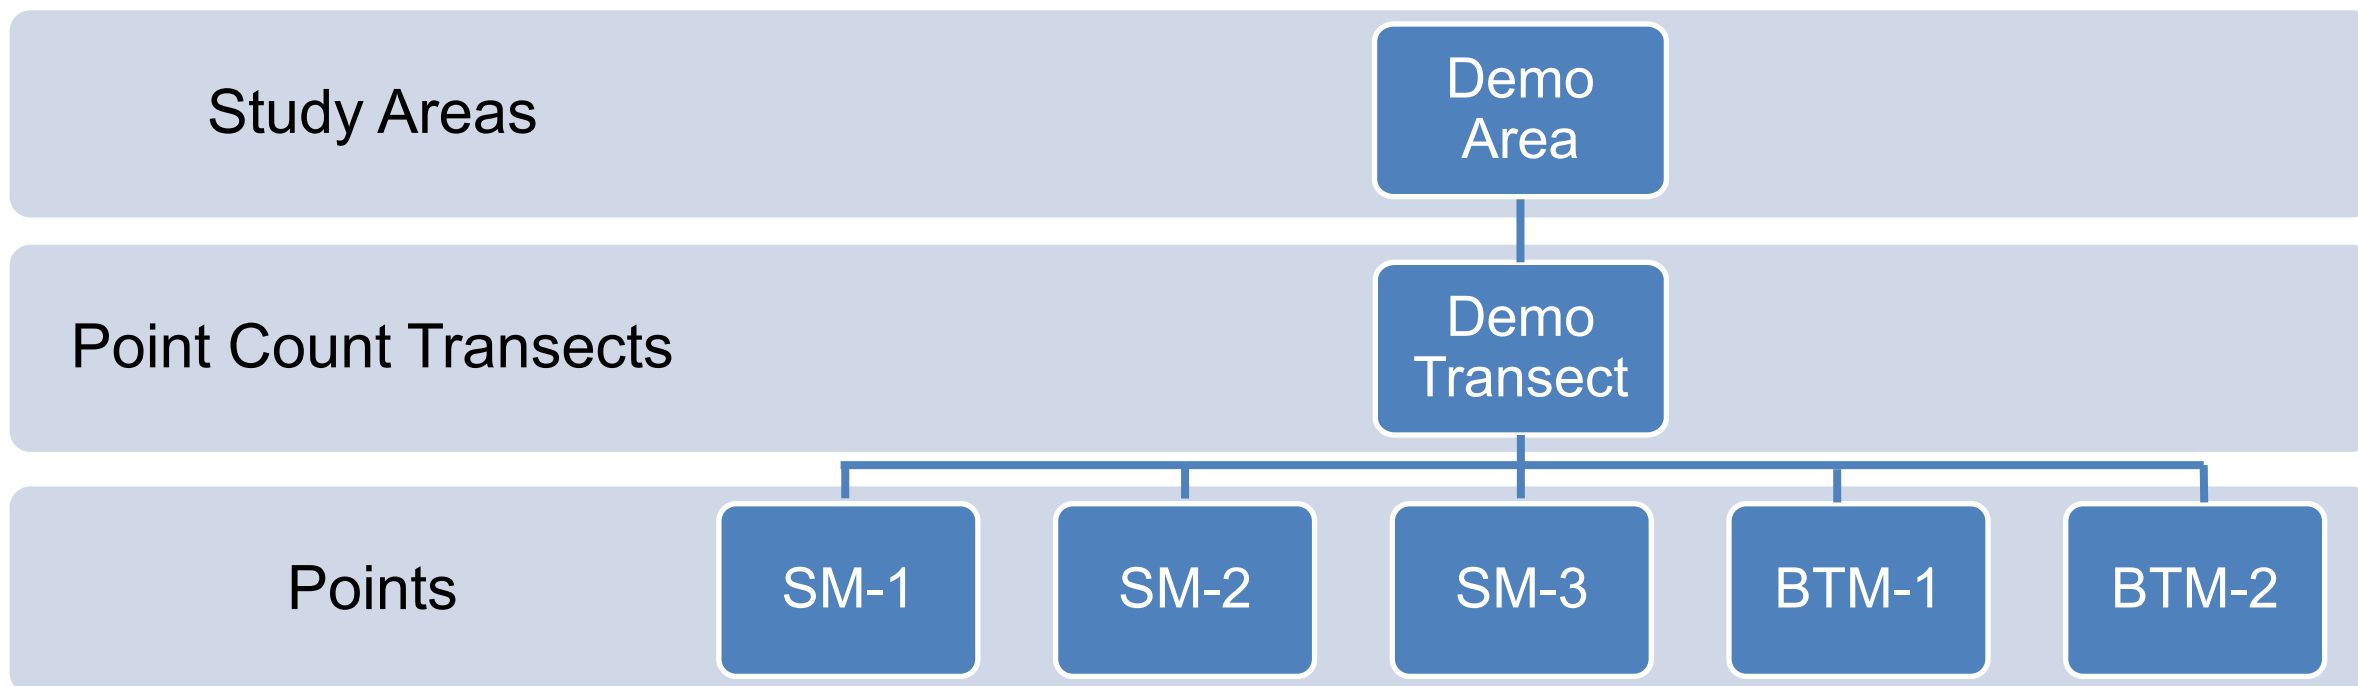 Study Areas
Demo
Area
Point Count Transects
Demo
Transect
Points
SM-1
SM-2
SM-3
BTM-1
BTM-2